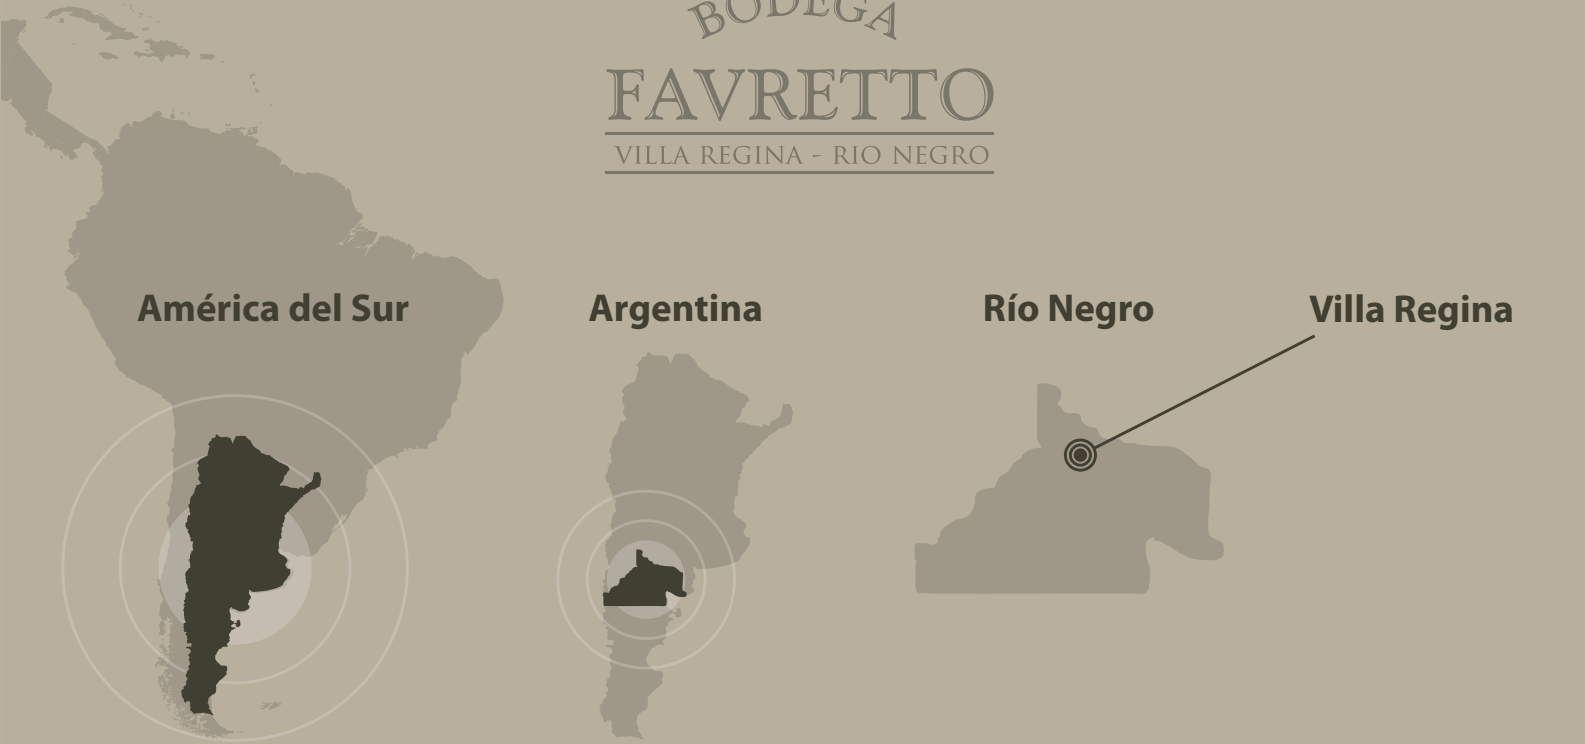 BODEGA
FAVRETTO
VILLA REGINA - RIO NEGRO
América del Sur
Argentina
Río Negro
Villa Regina